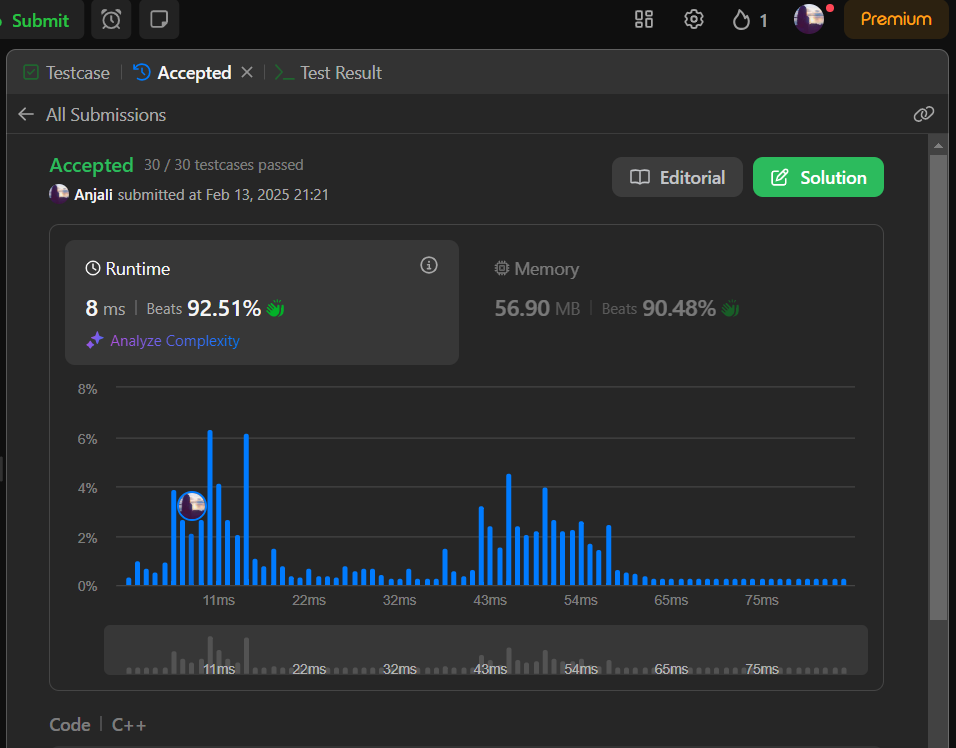 Submit
1
Premium
Testcase
Accepted
Test Result
All Submissions
Accepted 30 / 30 testcases passed
Anjali submitted at Feb 13, 2025 21:21
Editorial
Solution
Runtime
8 ms | Beats 92.51%
Analyze Complexity
Memory
56.90 MB | Beats 90.48%
8%
6%
4%
2%
0%
11ms 22ms 32ms 43ms 54ms 65ms 75ms
11ms 22ms 32ms 43ms 54ms 65ms 75ms
Code | C++